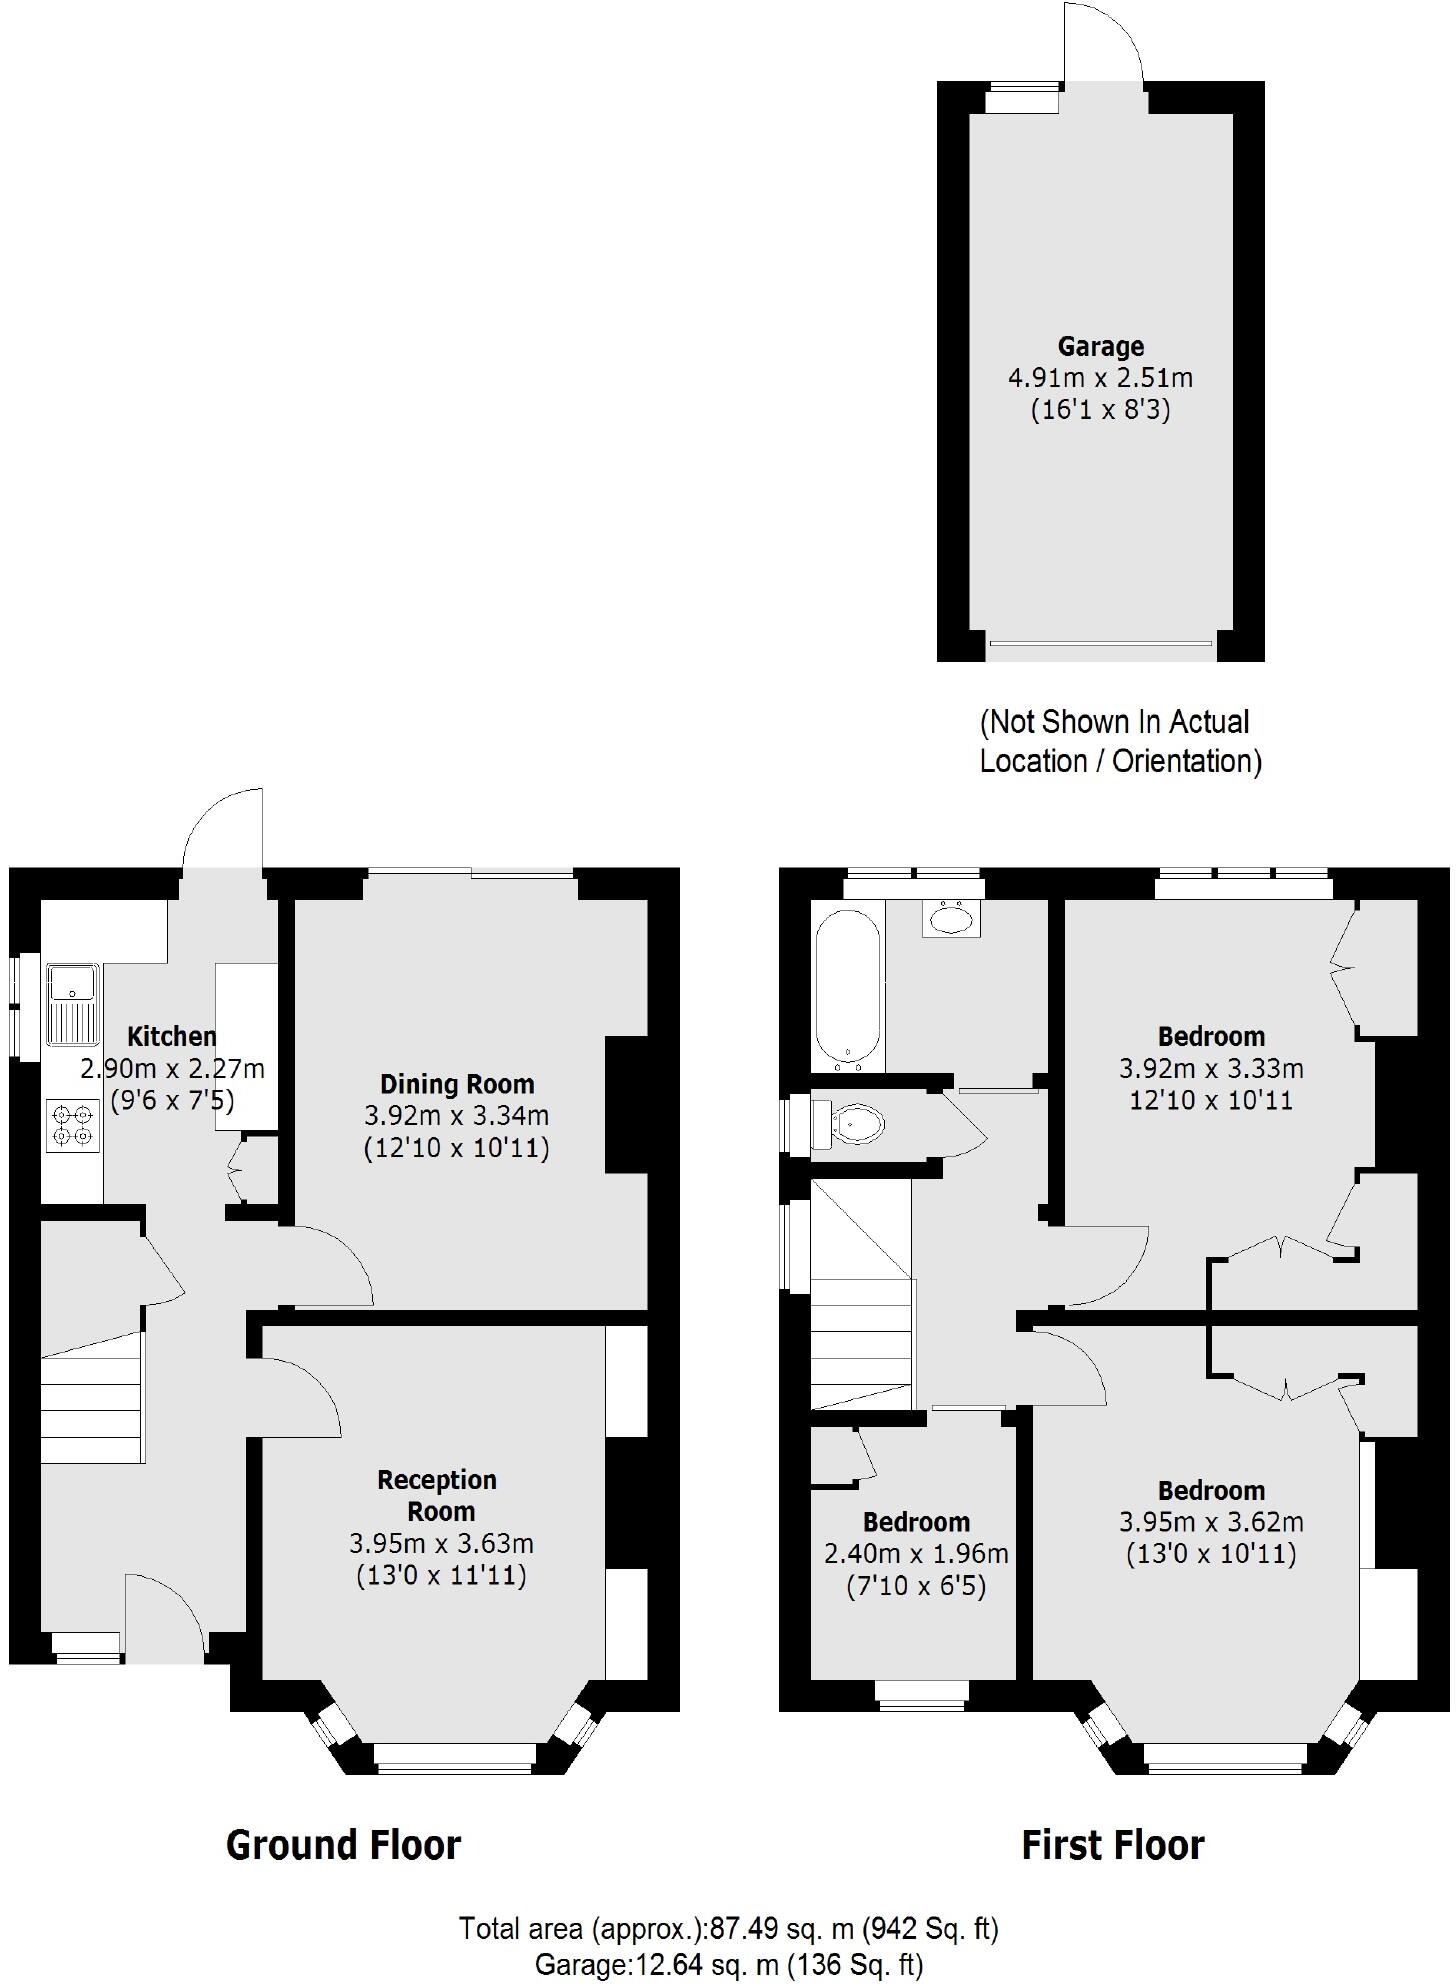 Garage
4.91m x 2.51m
(16'1 x 8'3)
(Not Shown In Actual
Location / Orientation)
Kitchen
2.90m x 2.27m
(9'6 x 7'5)
Dining Room
3.92m x 3.34m
(12'10 x 10'11)
Reception
Room
3.95m x 3.63m
(13'0 x 11'11)
Bedroom
3.92m x 3.33m
12'10 x 10'11
Bedroom
3.95m x 3.62m
(13'0 x 10'11)
Bedroom
2.40m x 1.96m
(7'10 x 6'5)
Ground Floor
First Floor
Total area (approx.):87.49 sq. m (942 Sq. ft)
Garage:12.64 sq. m (136 Sq. ft)